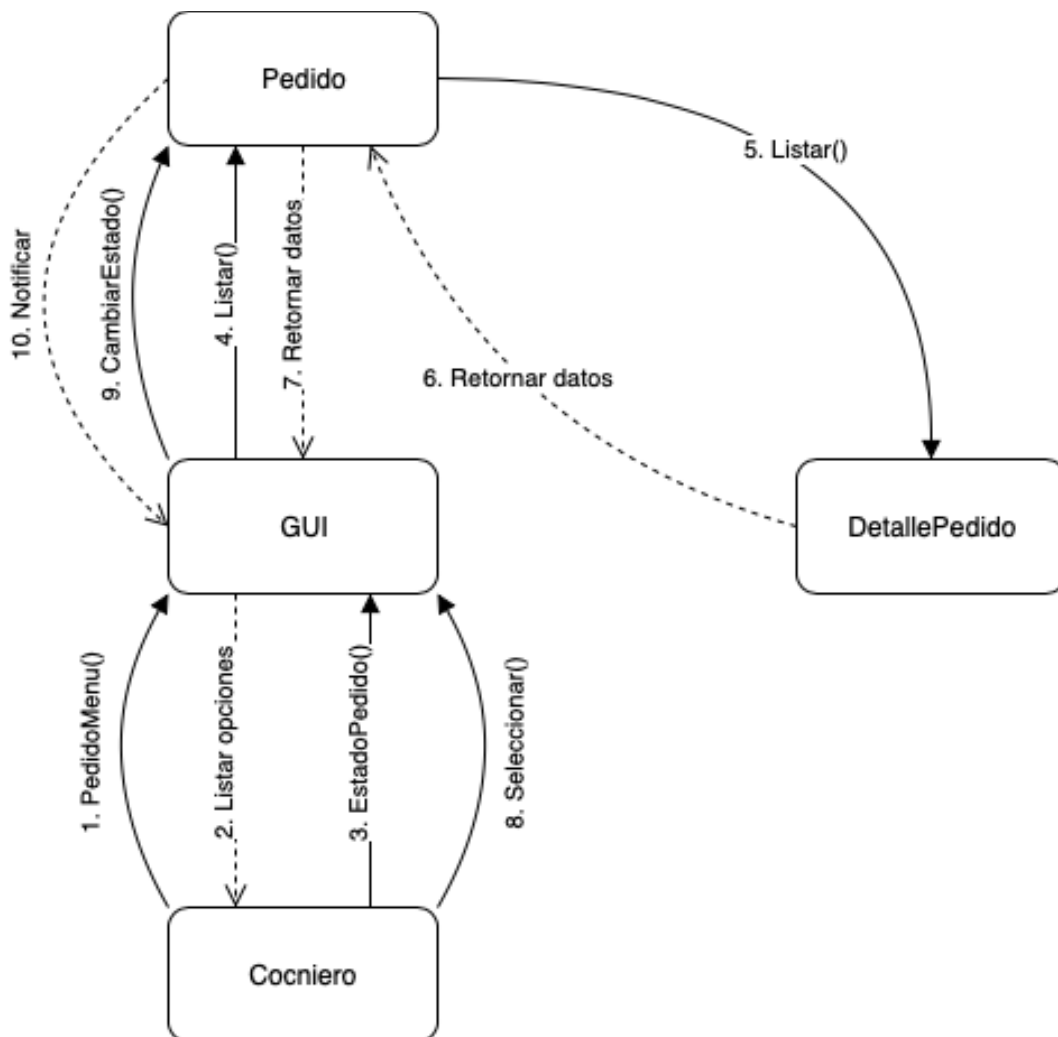 Pedido
5. Listar()
10. Notificar
9. CambiarEstado()
4. Listar()
7. Retornar datos
6. Retornar datos
GUI
DetallePedido
1. PedidoMenu()
2. Listar opciones
3. EstadoPedido()
8. Seleccionar()
Cocniero